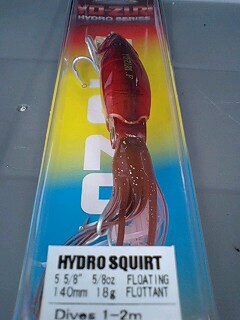 YO-ZURI
HYDRO SERIES
HYDRO SQUIRT
5 5/8" 5/8oz FLOATING
140mm 18g FLOTTANT
Dives 1-2m